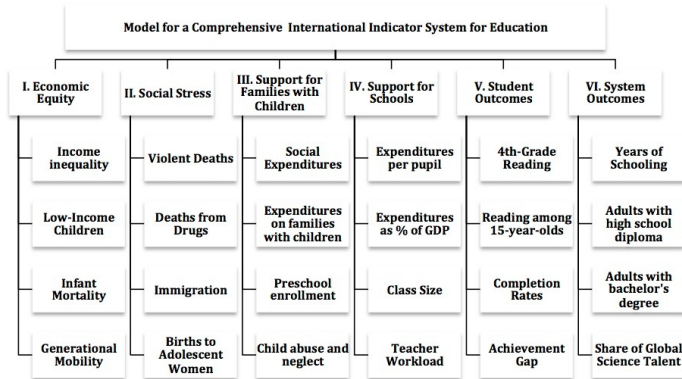 Model for a Comprehensive International Indicator System for Education
I. Economic
Equity
Income
inequality
Low-Income
Children
Infant
Mortality
Generational
Mobility
II. Social Stress
Violent Deaths
Deaths from
Drugs
Immigration
Births to
Adolescent
Women
III. Support for
Families with
Children
Social
Expenditures
Expenditures
on families
with children
Preschool
enrollment
Child abuse and
neglect
IV. Support for
Schools
Expenditures
per pupil
Expenditures
as % of GDP
Class Size
Teacher
Workload
V. Student
Outcomes
4th-Grade
Reading
Reading among
15-year-olds
Completion
Rates
Achievement
Gap
VI. System
Outcomes
Years of
Schooling
Adults with
high school
diploma
Adults with
bachelor's
degree
Share of Global
Science Talent